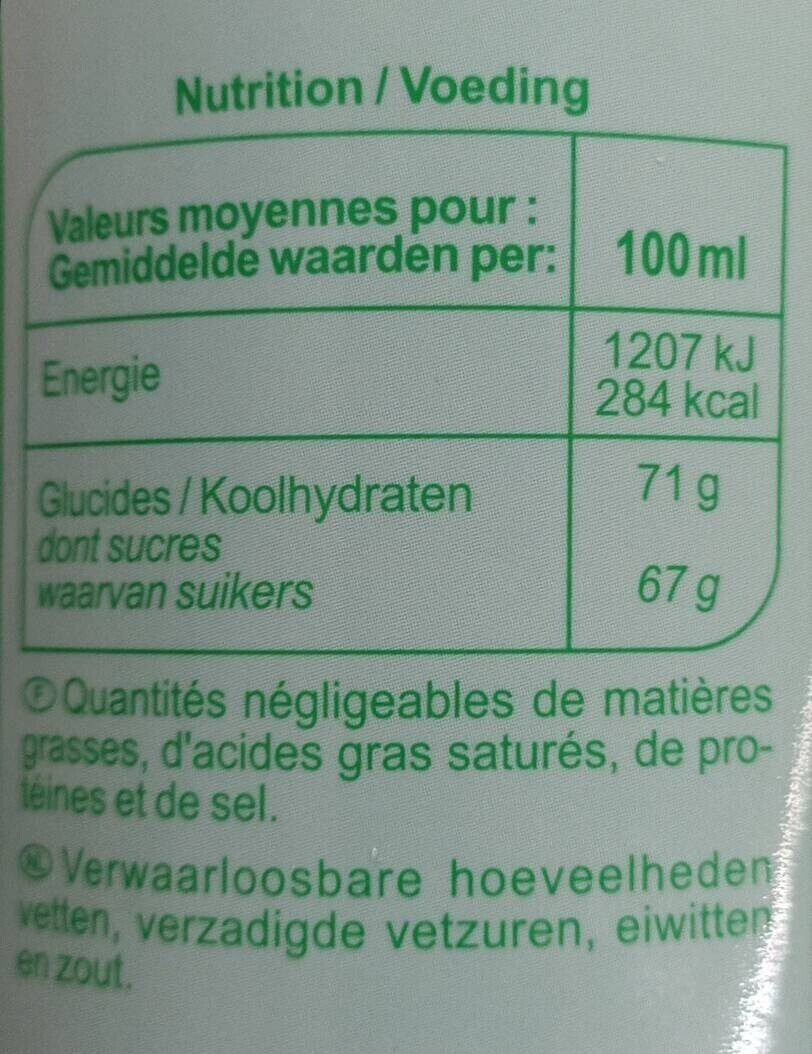 Nutrition / Voeding
Valeurs moyennes pour :
Gemiddelde waarden per:
100 ml
Energie
1207 kJ
284 kcal
Glucides / Koolhydraten
71 g
dont sucres
waarvan suikers
67 g
Ⓕ Quantités négligeables de matières
grasses, d'acides gras saturés, de pro-
téines et de sel.
NL Verwaarloosbare hoeveelheden
vetten, verzadigde vetzuren, eiwitten
en zout.